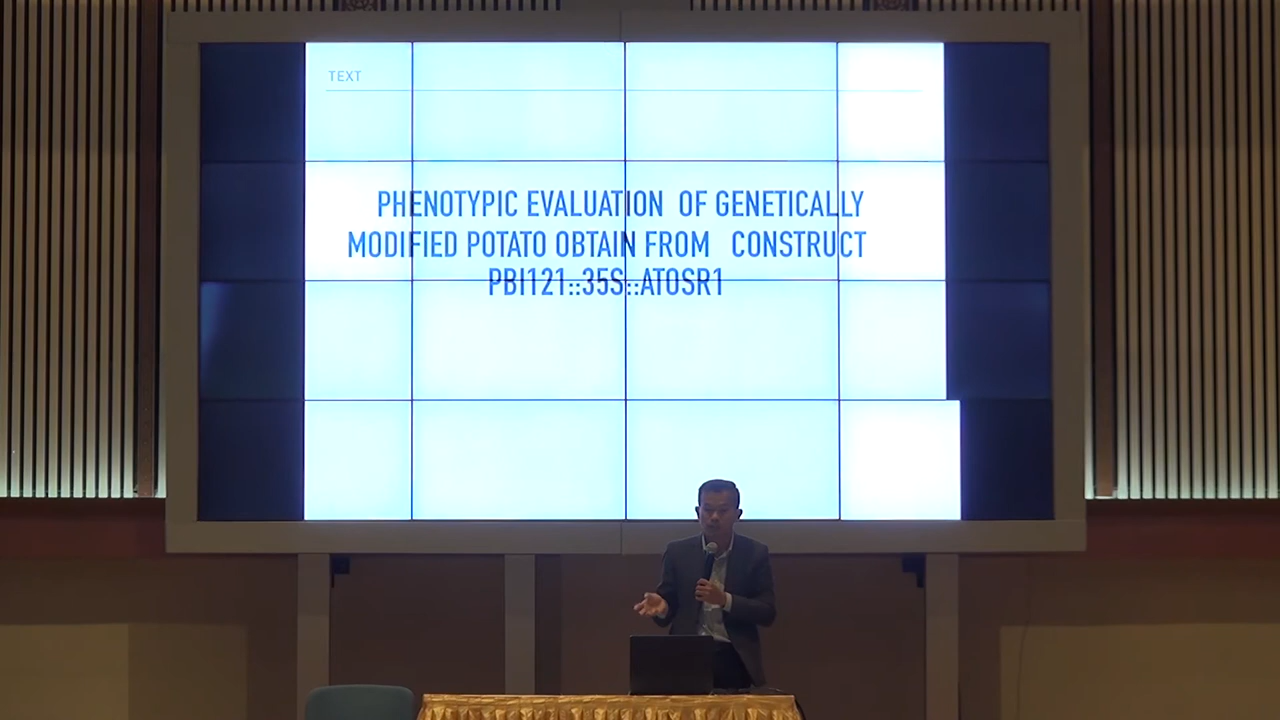 TEXT
PHENOTYPIC EVALUATION OF GENETICALLY
MODIFIED POTATO OBTAIN FROM CONSTRUCT
PBI121::35S::ATOSR1